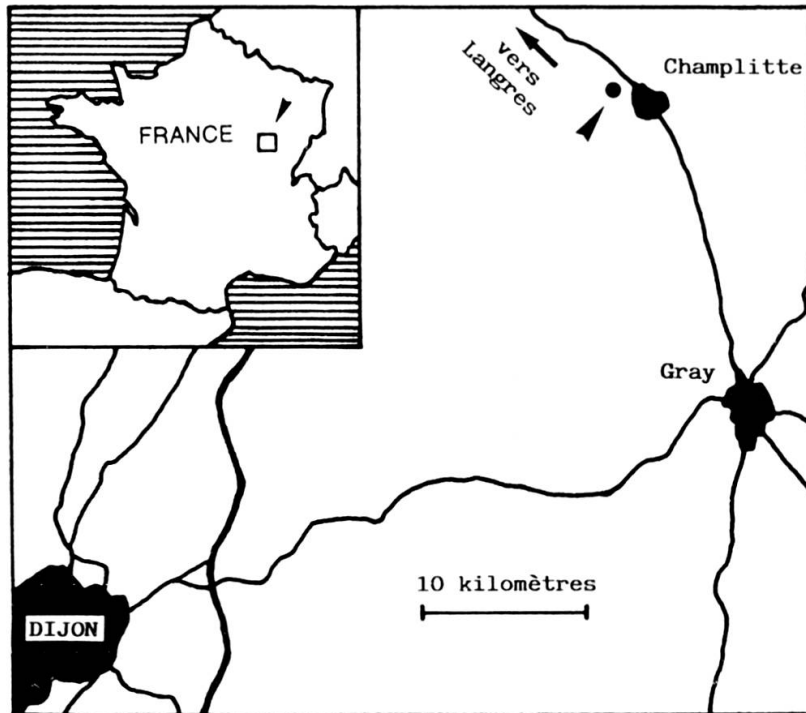 FRANCE
vers
Langres
Champlitte
Gray
10 kilomètres
DIJON